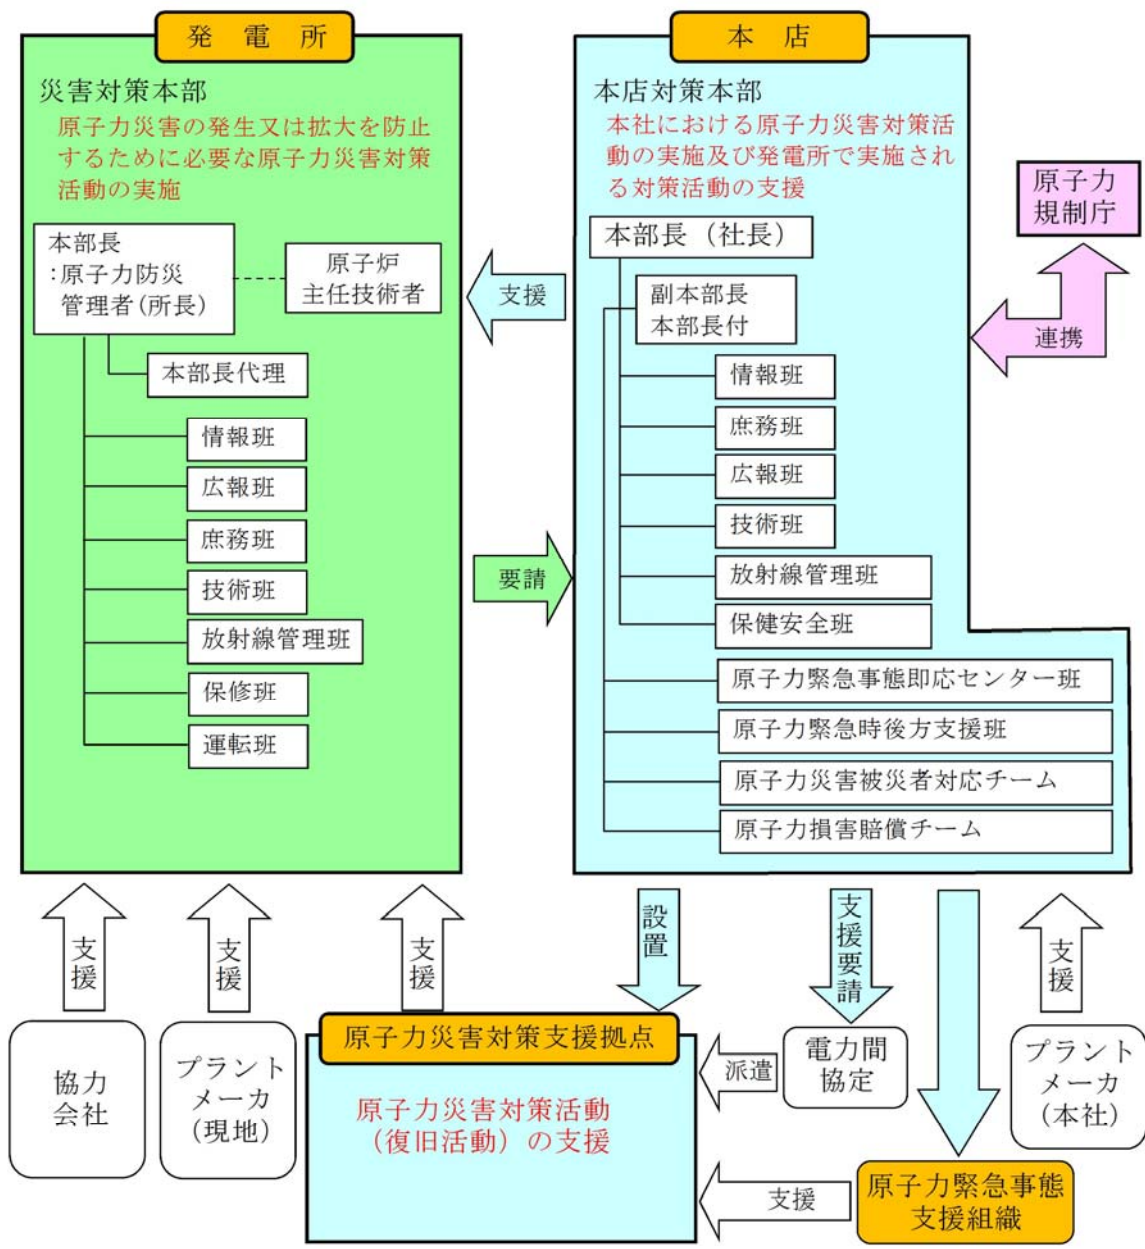 発電所
災害対策本部
原子力災害の発生又は拡大を防止
するために必要な原子力災害対策
活動の実施
本部長
:原子力防災
管理者(所長)
原子炉
主任技術者
本部長代理
情報班
広報班
庶務班
技術班
放射線管理班
保修班
運転班
支援
要請
本店
本店対策本部
本社における原子力災害対策活
動の実施及び発電所で実施され
る対策活動の支援
本部長（社長）
副本部長
本部長付
情報班
庶務班
広報班
技術班
放射線管理班
保健安全班
原子力緊急事態即応センター班
原子力緊急時後方支援班
原子力災害被災者対応チーム
原子力損害賠償チーム
原子力
規制庁
連携
支援
支援
支援
設置
支援要請
支援
協力
会社
プラント
メーカ
(現地)
原子力災害対策支援拠点
原子力災害対策活動
（復旧活動）の支援
派遣
電力間
協定
プラント
メーカ
(本社)
支援
原子力緊急事態
支援組織